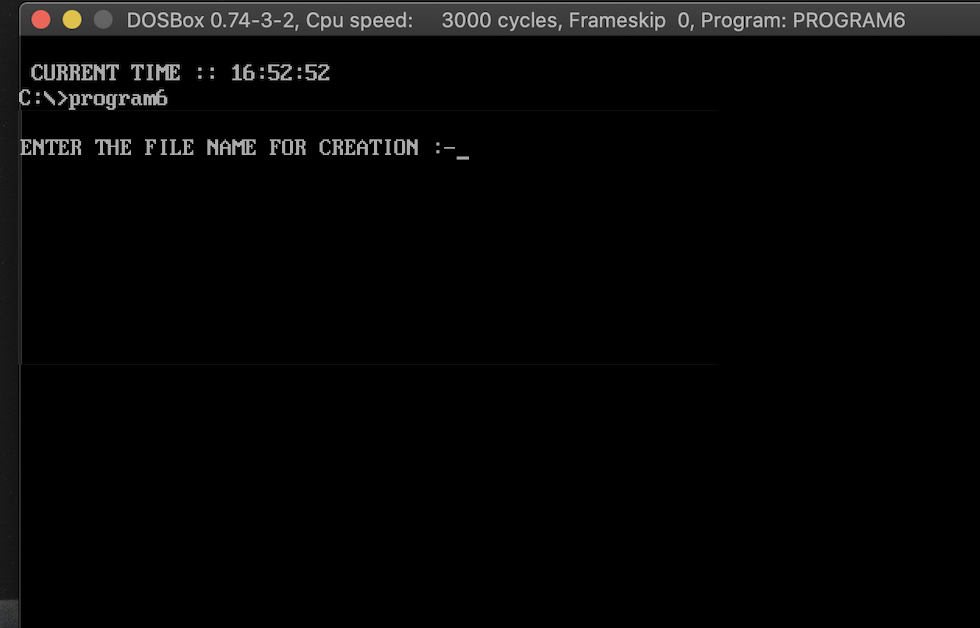 DOSBox 0.74-3-2, Cpu speed: 3000 cycles, Frameskip 0, Program: PROGRAM6
CURRENT TIME :: 16:52:52
C:\>program6
ENTER THE FILE NAME FOR CREATION :-_